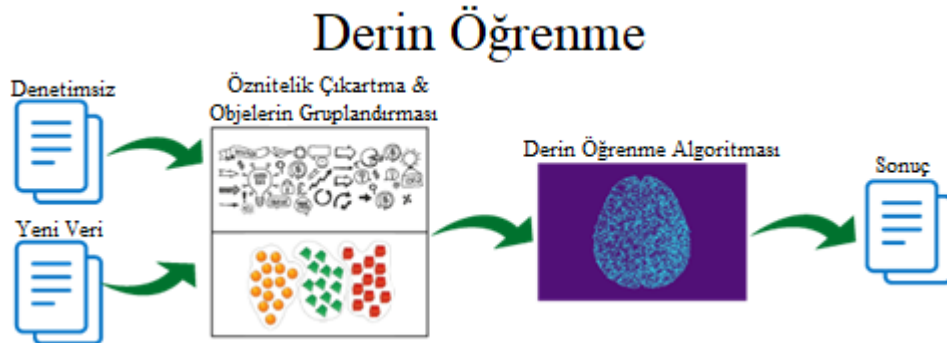 Derin Öğrenme
Denetimsiz
Öznitelik Çıkartma &
Objelerin Gruplandırması
Derin Öğrenme Algoritması
Sonuç
Yeni Veri